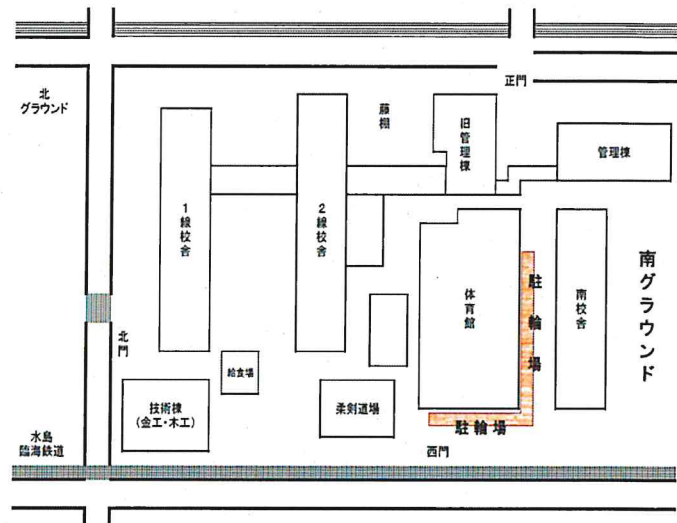 正門
北
グラウンド
藤棚
旧管理棟
管理棟
1線校舎
2線校舎
体育館
駐輪場
南校舎
南グラウンド
北門
給食場
技術棟
(金工・木工)
柔剣道場
駐輪場
水島
臨海鉄道
西門